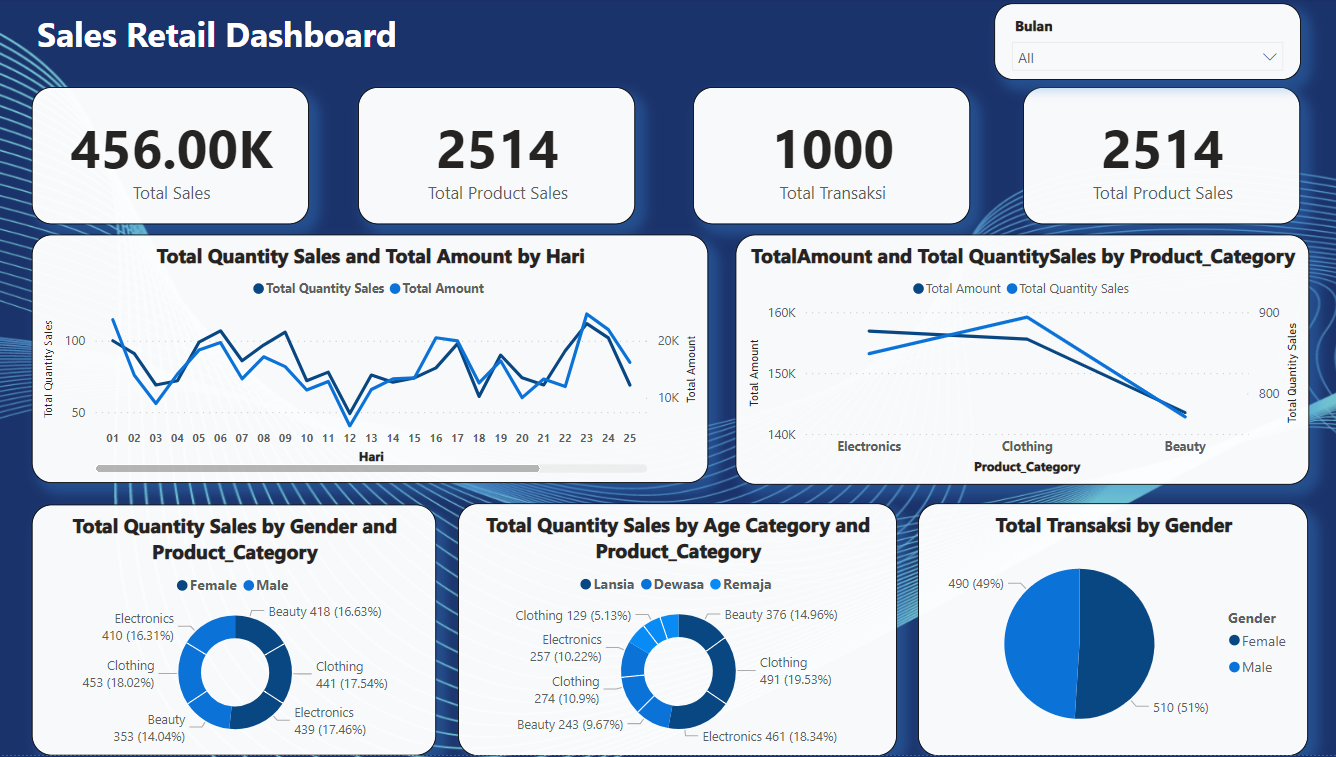 Sales Retail Dashboard
Bulan
All
456.00K
Total Sales
2514
Total Product Sales
1000
Total Transaksi
2514
Total Product Sales
Total Quantity Sales and Total Amount by Hari
Total Quantity Sales Total Amount
Total Quantity Sales
100
50
20K
10K
Total Amount
01 02 03 04 05 06 07 08 09 10 11 12 13 14 15 16 17 18 19 20 21 22 23 24 25
Hari
TotalAmount and Total QuantitySales by Product_Category
Total Amount Total Quantity Sales
Total Amount
160K
150K
140K
900
800
Total Quantity Sales
Electronics Clothing Beauty
Product_Category
Total Quantity Sales by Gender and
Product_Category
Female Male
Beauty 418 (16.63%)
Clothing
441 (17.54%)
Electronics
439 (17.46%)
Beauty
353 (14.04%)
Clothing
453 (18.02%)
Electronics
410 (16.31%)
Total Quantity Sales by Age Category and
Product_Category
Lansia Dewasa Remaja
Beauty 376 (14.96%)
Clothing
491 (19.53%)
Electronics 461 (18.34%)
Beauty 243 (9.67%)
Clothing
274 (10.9%)
Electronics
257 (10.22%)
Clothing 129 (5.13%)
Total Transaksi by Gender
490 (49%)
510 (51%)
Gender
Female
Male